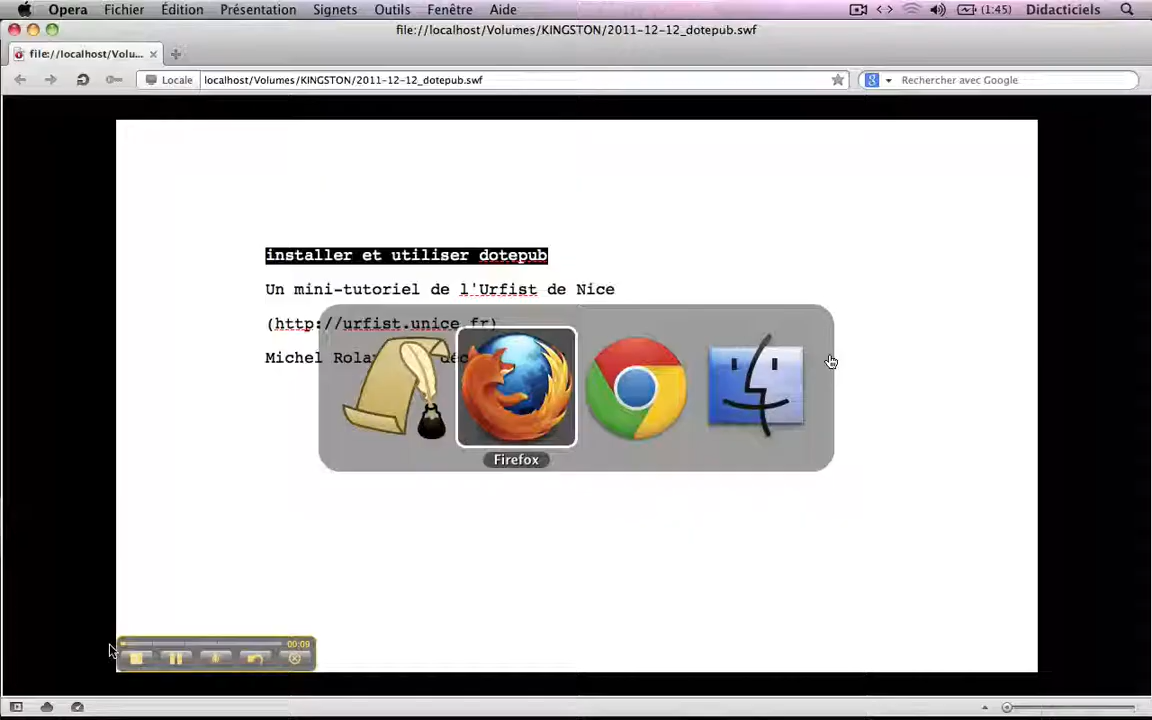 Opera Fichier Édition Présentation Signets Outils Fenêtre Aide (1:45) Didacticiels
file://localhost/Volumes/KINGSTON/2011-12-12_dotepub.swf
file://localhost/Volu...
Locale localhost/Volumes/KINGSTON/2011-12-12_dotepub.swf Rechercher avec Google
installer et utiliser dotepub
Un mini-tutoriel de l'Urfist de Nice
(http://urfist.unice.fr)
Michel
Firefox
00:09